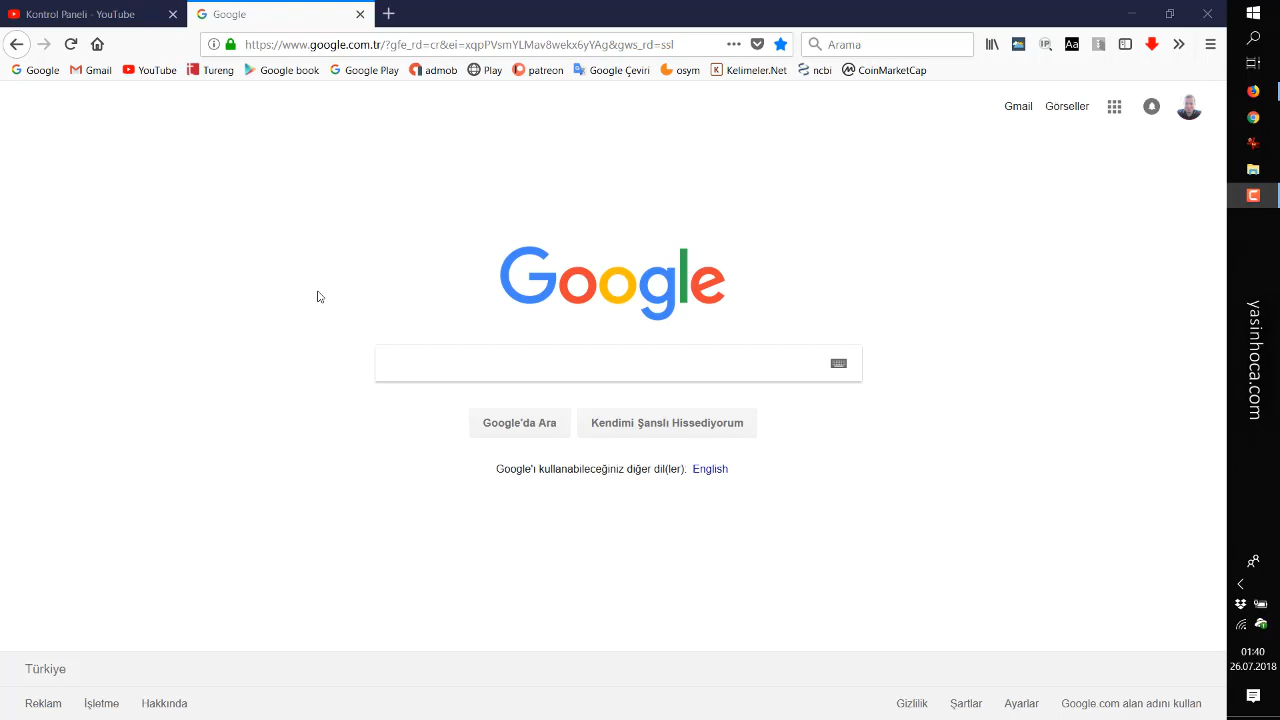 Kontrol Paneli - YouTube
Google
https://www.google.com.tr/?gfe_rd=cr&ei=xqpPVsmYLMav8wekx6yYAg&gws_rd=ssl
Arama
Google Gmail YouTube Tureng Google book Google Play admob Play patreon Google Çeviri osym Kelimeler.Net ncbi CoinMarketCap
Gmail Görseller
Google
Google'da Ara Kendimi Şanslı Hissediyorum
Google'ı kullanabileceğiniz diğer dil(ler): English
Türkiye
Reklam İşletme Hakkında Gizlilik Şartlar Ayarlar Google com alan adını kullan
yasinhoca.com
01:40
26.07.2018